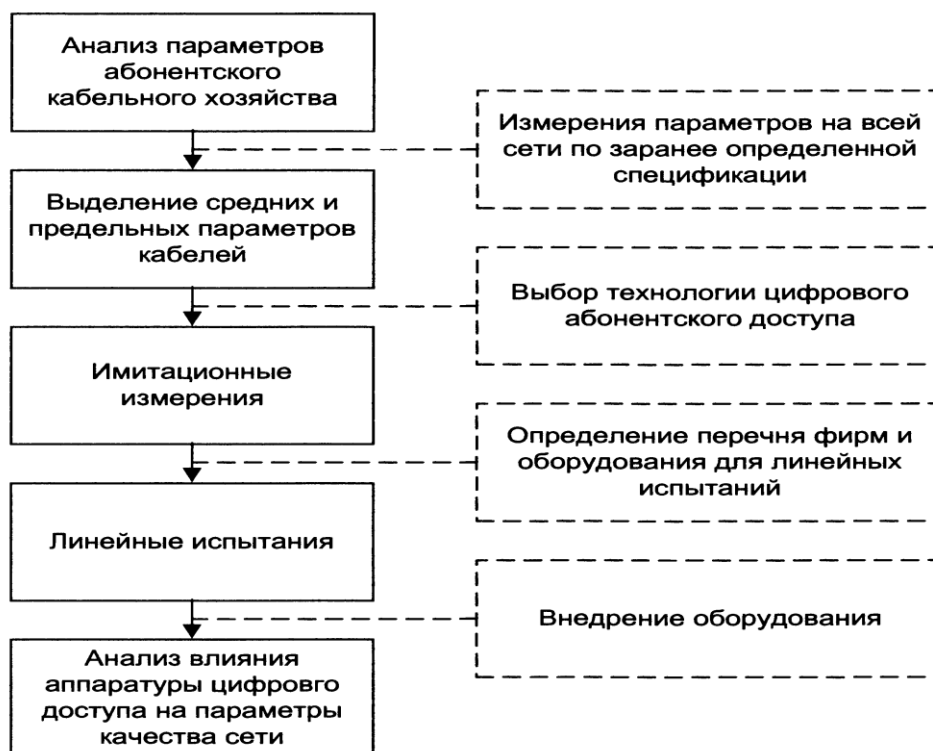 Анализ параметров
абонентского
кабельного хозяйства
Измерения параметров на всей
сети по заранее определенной
спецификации
Выделение средних и
предельных параметров
кабелей
Выбор технологии цифрового
абонентского доступа
Имитационные
измерения
Определение перечня фирм и
оборудования для линейных
испытаний
Линейные испытания
Внедрение оборудования
Анализ влияния
аппаратуры цифровго
доступа на параметры
качества сети